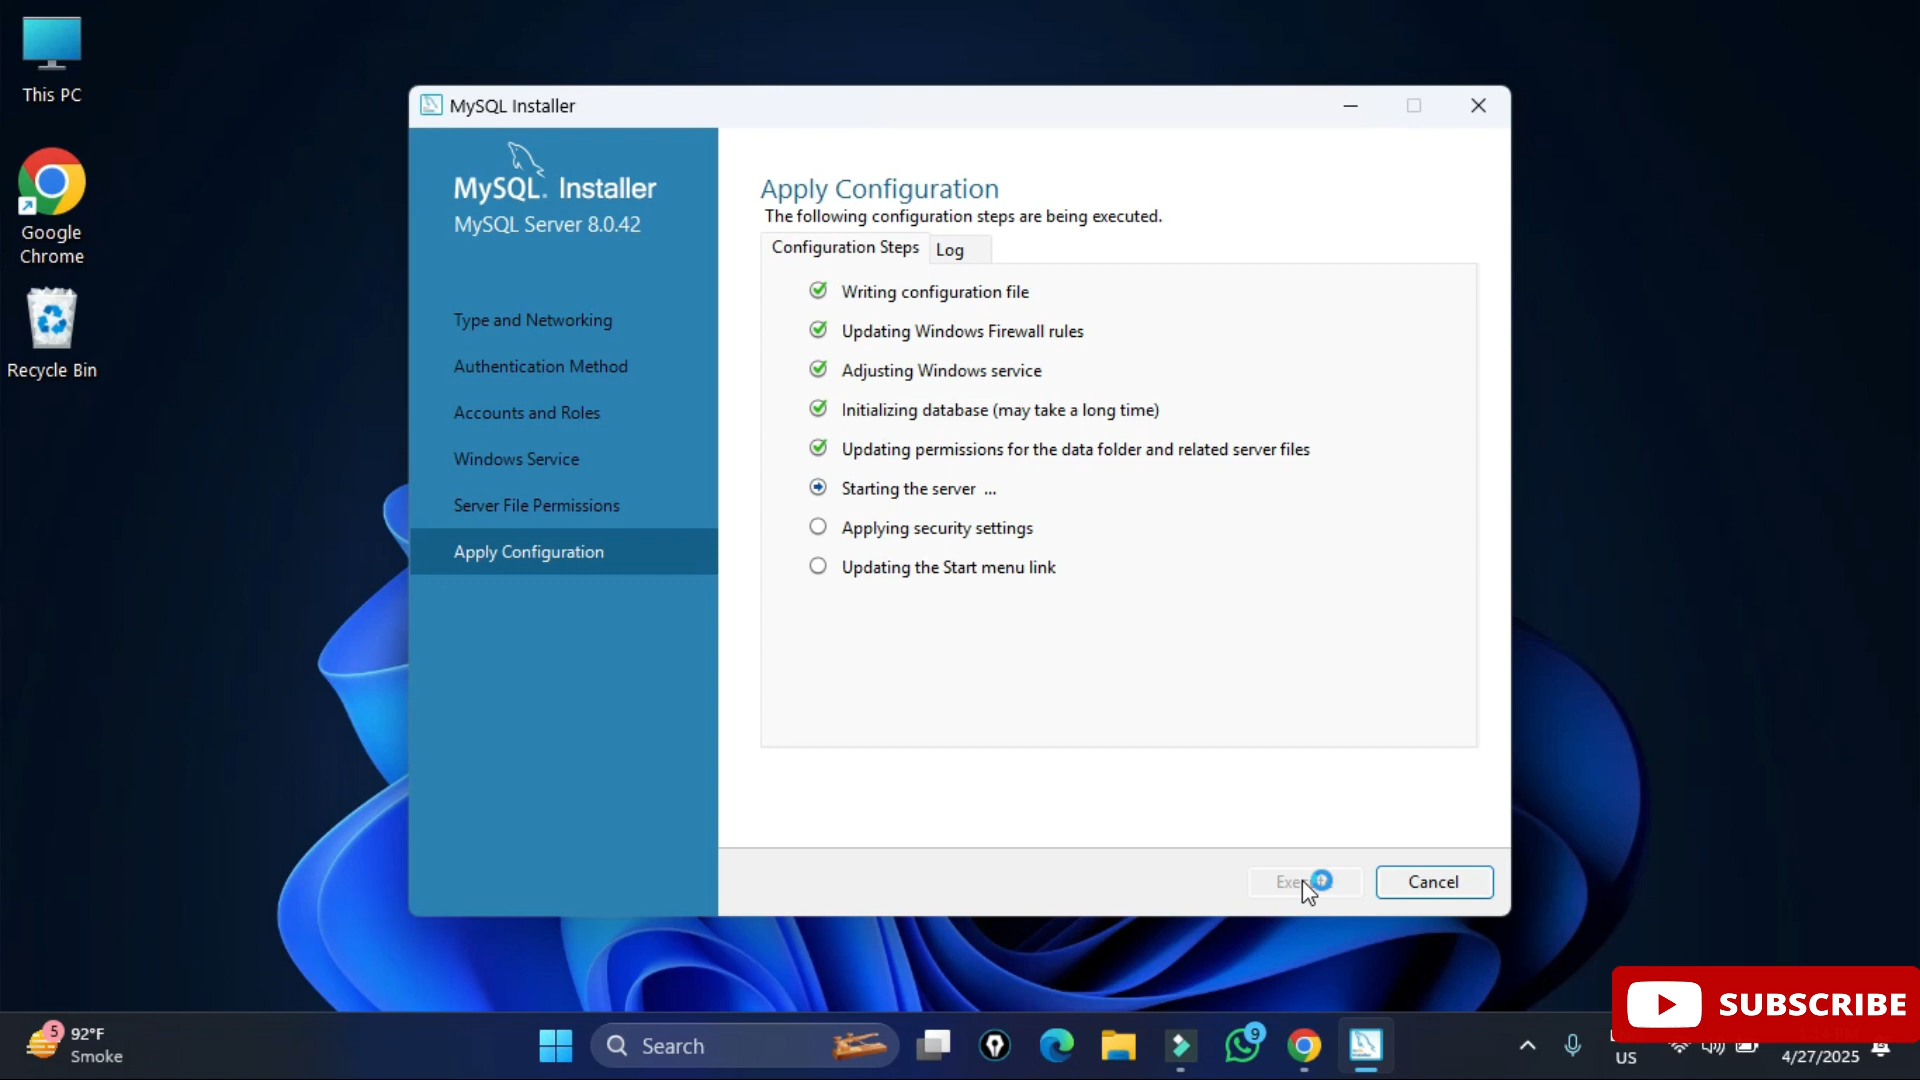 This PC
Google
Chrome
Recycle Bin
MySQL Installer
MySQL. Installer
MySQL Server 8.0.42
Type and Networking
Authentication Method
Accounts and Roles
Windows Service
Server File Permissions
Apply Configuration
Apply Configuration
The following configuration steps are being executed.
Configuration Steps
Log
Writing configuration file
Updating Windows Firewall rules
Adjusting Windows service
Initializing database (may take a long time)
Updating permissions for the data folder and related server files
Starting the server ...
Applying security settings
Updating the Start menu link
Cancel
SUBSCRIBE
5
92°F
Smoke
Search
9
US
4/27/2025